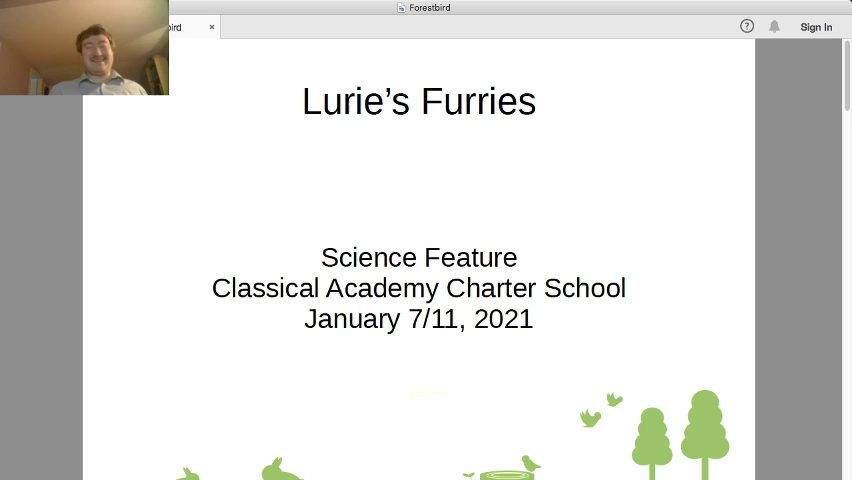 Forestbird
bird
Sign In
Lurie's Furries
Science Feature
Classical Academy Charter School
January 7/11, 2021